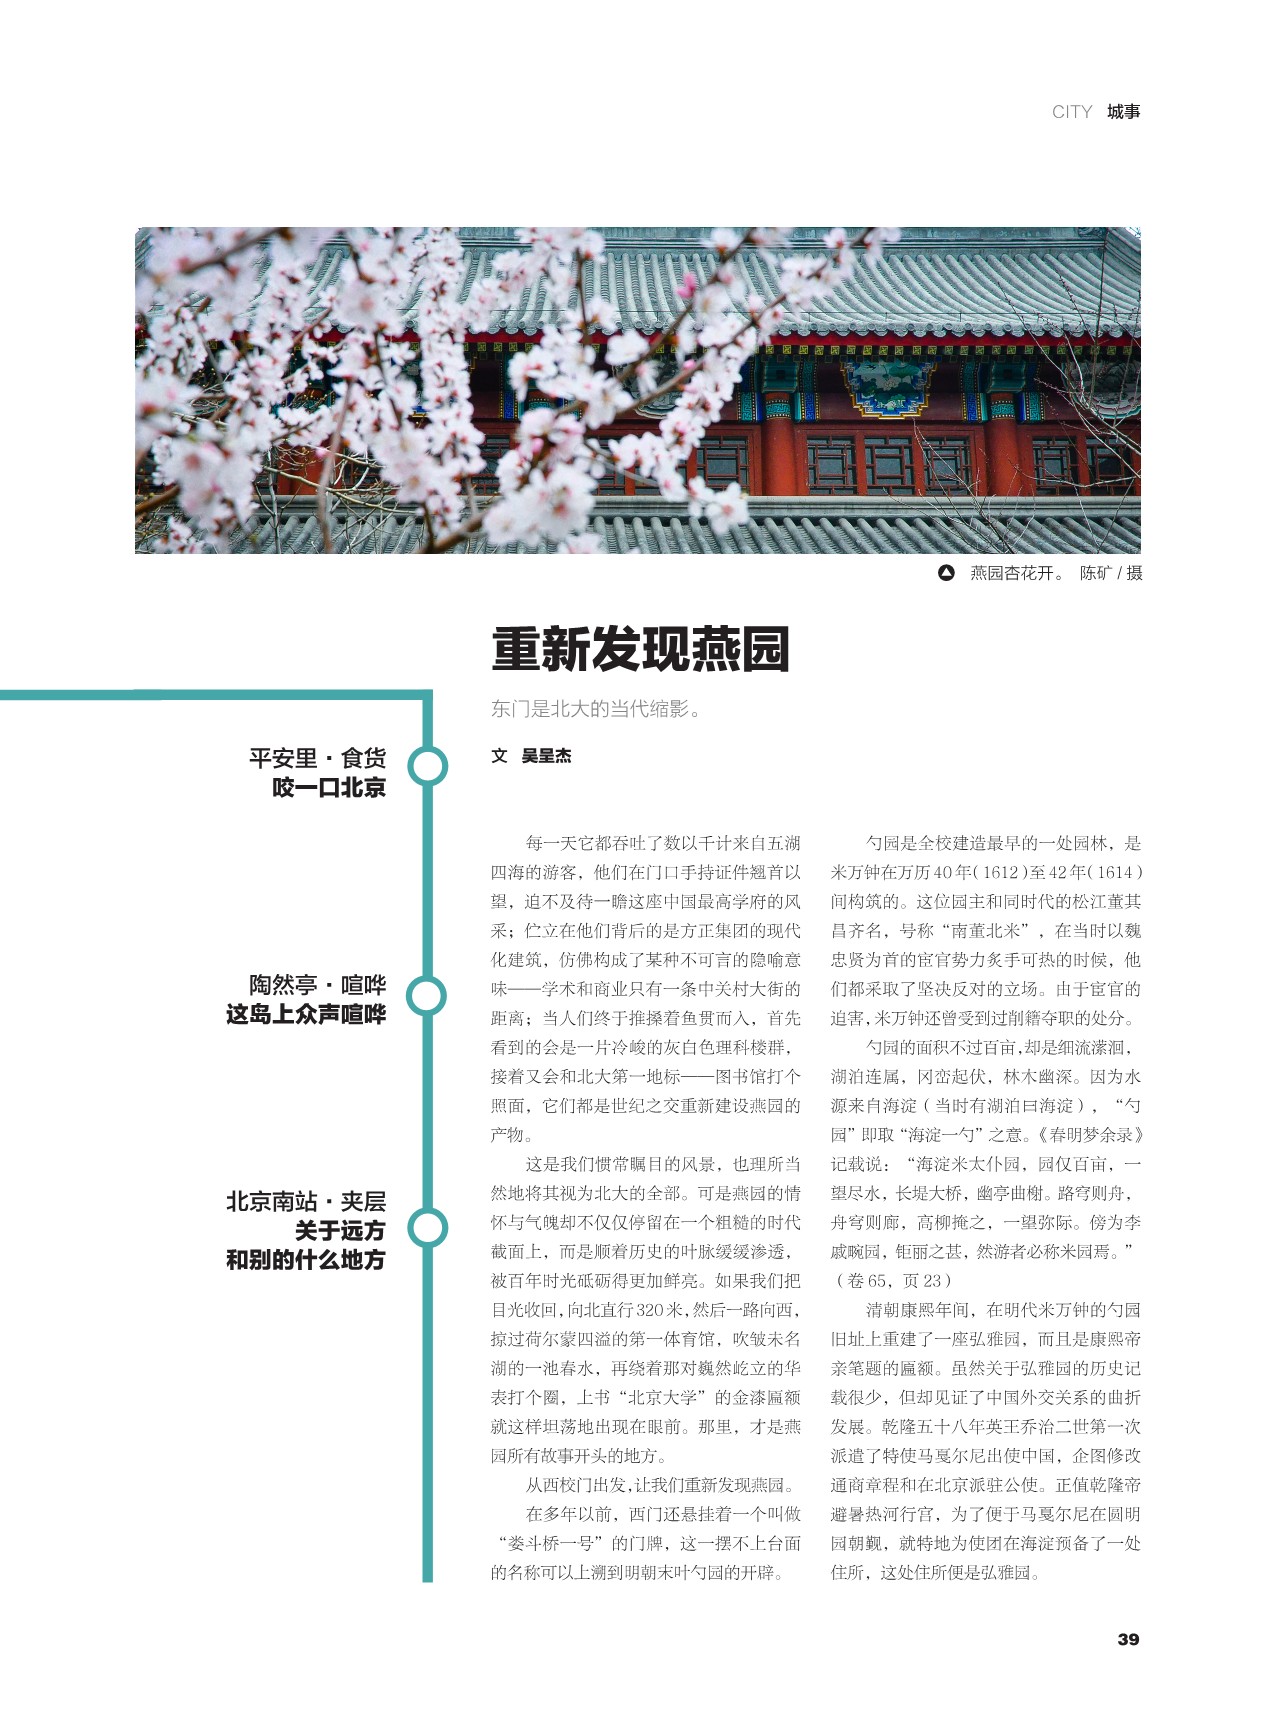 CITY 城事
燕园杏花开。 陈矿 / 摄
重新发现燕园
东门是北大的当代缩影。
文 吴呈杰
平安里·食货
咬一口北京
陶然亭·喧哗
这岛上众声喧哗
北京南站·夹层
关于远方
和别的什么地方
每一天它都吞吐了数以千计来自五湖
四海的游客，他们在门口手持证件翘首以
望，迫不及待一瞻这座中国最高学府的风
采；伫立在他们背后的是方正集团的现代
化建筑，仿佛构成了某种不可言的隐喻意
味——学术和商业只有一条中关村大街的
距离；当人们终于推搡着鱼贯而入，首先
看到的会是一片冷峻的灰白色理科楼群，
接着又会和北大第一地标——图书馆打个
照面，它们都是世纪之交重新建设燕园的
产物。
这是我们惯常瞩目的风景，也理所当
然地将其视为北大的全部。可是燕园的情
怀与气魄却不仅仅停留在一个粗糙的时代
截面上，而是顺着历史的叶脉缓缓渗透，
被百年时光砥砺得更加鲜亮。如果我们把
目光收回，向北直行320米，然后一路向西，
掠过荷尔蒙四溢的第一体育馆，吹皱未名
湖的一池春水，再绕着那对巍然屹立的华
表打个圈，上书“北京大学”的金漆匾额
就这样坦荡地出现在眼前。那里，才是燕
园所有故事开头的地方。
从西校门出发，让我们重新发现燕园。
在多年以前，西门还悬挂着一个叫做
“娄斗桥一号”的门牌，这一摆不上台面
的名称可以上溯到明朝末叶勺园的开辟。
勺园是全校建造最早的一处园林，是
米万钟在万历40年（1612）至42年（1614）
间构筑的。这位园主和同时代的松江董其
昌齐名，号称“南董北米”，在当时以魏
忠贤为首的宦官势力炙手可热的时候，他
们都采取了坚决反对的立场。由于宦官的
迫害，米万钟还曾受到过削籍夺职的处分。
勺园的面积不过百亩，却是细流潆洄，
湖泊连属，冈峦起伏，林木幽深。因为水
源来自海淀（当时有湖泊曰海淀），“勺
园”即取“海淀一勺”之意。《春明梦余录》
记载说：“海淀米太仆园，园仅百亩，一
望尽水，长堤大桥，幽亭曲榭。路穹则舟，
舟穹则廊，高柳掩之，一望弥际。傍为李
戚畹园，钜丽之甚，然游者必称米园焉。”
（卷65，页23）
清朝康熙年间，在明代米万钟的勺园
旧址上重建了一座弘雅园，而且是康熙帝
亲笔题的匾额。虽然关于弘雅园的历史记
载很少，但却见证了中国外交关系的曲折
发展。乾隆五十八年英王乔治二世第一次
派遣了特使马戛尔尼出使中国，企图修改
通商章程和在北京派驻公使。正值乾隆帝
避暑热河行宫，为了便于马戛尔尼在圆明
园朝觐，就特地为使团在海淀预备了一处
住所，这处住所便是弘雅园。
39